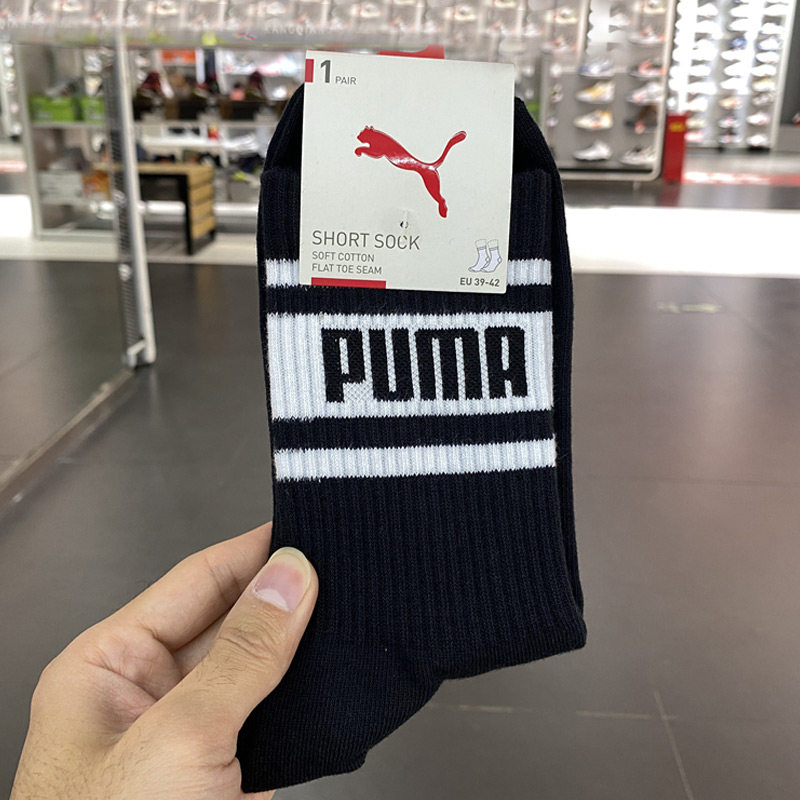 1 PAIR
SHORT SOCK
SOFT COTTON
FLAT TOE SEAM
EU 39-42
PUMA